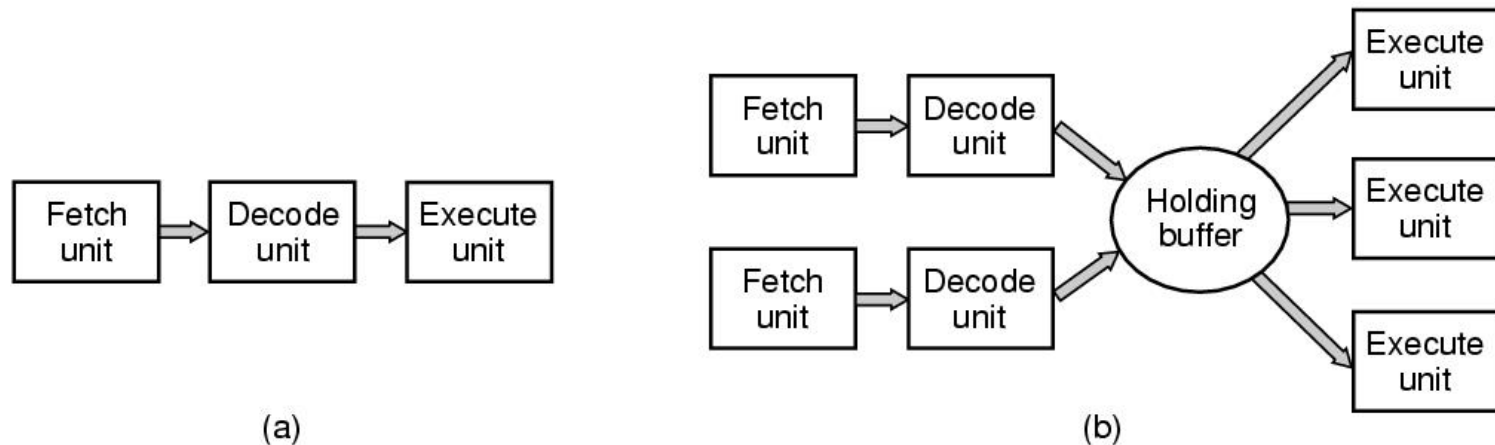 Fetch
unit
Decode
unit
Execute
unit
(a)
Fetch
unit
Decode
unit
Fetch
unit
Decode
unit
Holding
buffer
Execute
unit
Execute
unit
Execute
unit
(b)